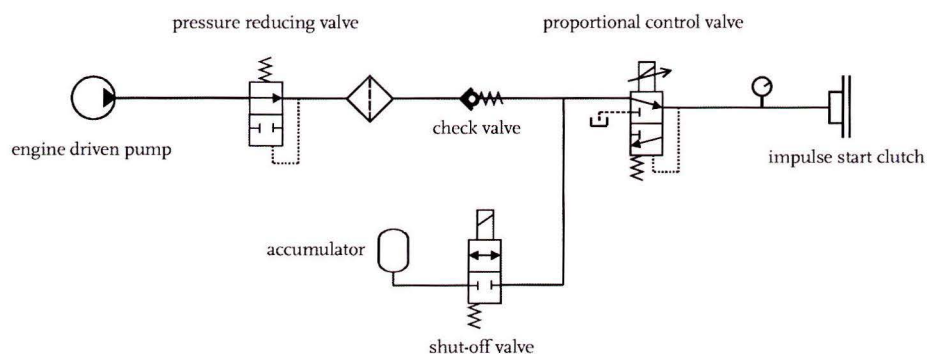 pressure reducing valve
proportional control valve
check valve
engine driven pump
impulse start clutch
accumulator
shut-off valve